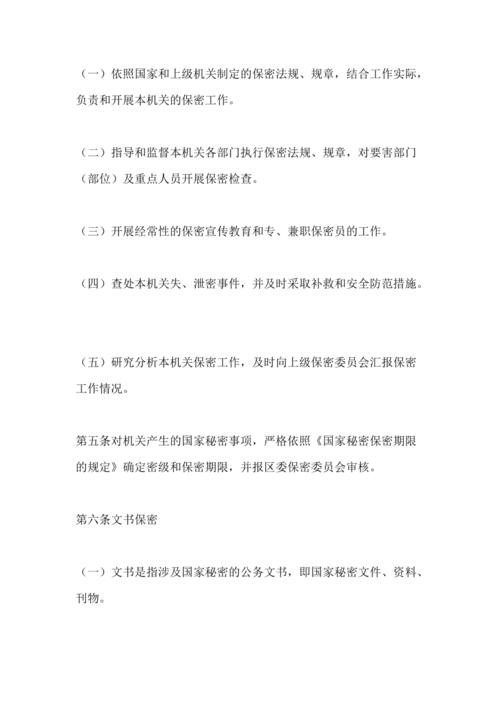 （一）依照国家和上级机关制定的保密法规、规章，结合工作实际，
负责和开展本机关的保密工作。
（二）指导和监督本机关各部门执行保密法规、规章，对要害部门
（部位）及重点人员开展保密检查。
（三）开展经常性的保密宣传教育和专、兼职保密员的工作。
（四）查处本机关失、泄密事件，并及时采取补救和安全防范措施。
（五）研究分析本机关保密工作，及时向上级保密委员会汇报保密
工作情况。
第五条对机关产生的国家秘密事项，严格依照《国家秘密保密期限
的规定》确定密级和保密期限，并报区委保密委员会审核。
第六条文书保密
（一）文书是指涉及国家秘密的公务文书，即国家秘密文件、资料、
刊物。